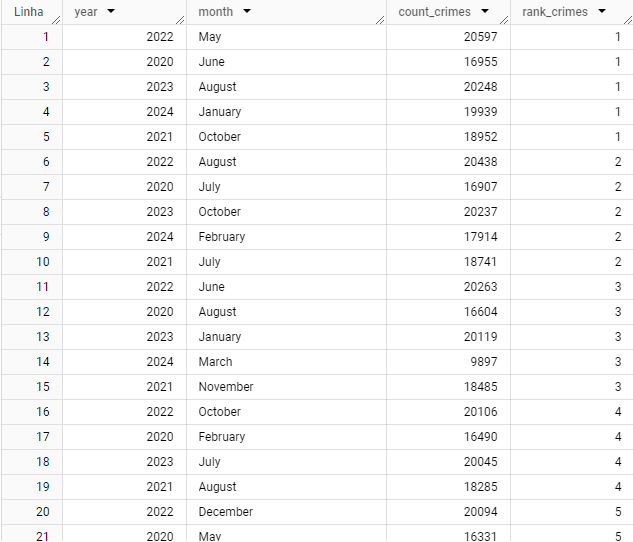 Linha year month count_crimes rank_crimes
1 2022 May 20597 1
2 2020 June 16955 1
3 2023 August 20248 1
4 2024 January 19939 1
5 2021 October 18952 1
6 2022 August 20438 2
7 2020 July 16907 2
8 2023 October 20237 2
9 2024 February 17914 2
10 2021 July 18741 2
11 2022 June 20263 3
12 2020 August 16604 3
13 2023 January 20119 3
14 2024 March 9897 3
15 2021 November 18485 3
16 2022 October 20106 4
17 2020 February 16490 4
18 2023 July 20045 4
19 2021 August 18285 4
20 2022 December 20094 5
21 2020 May 16331 5